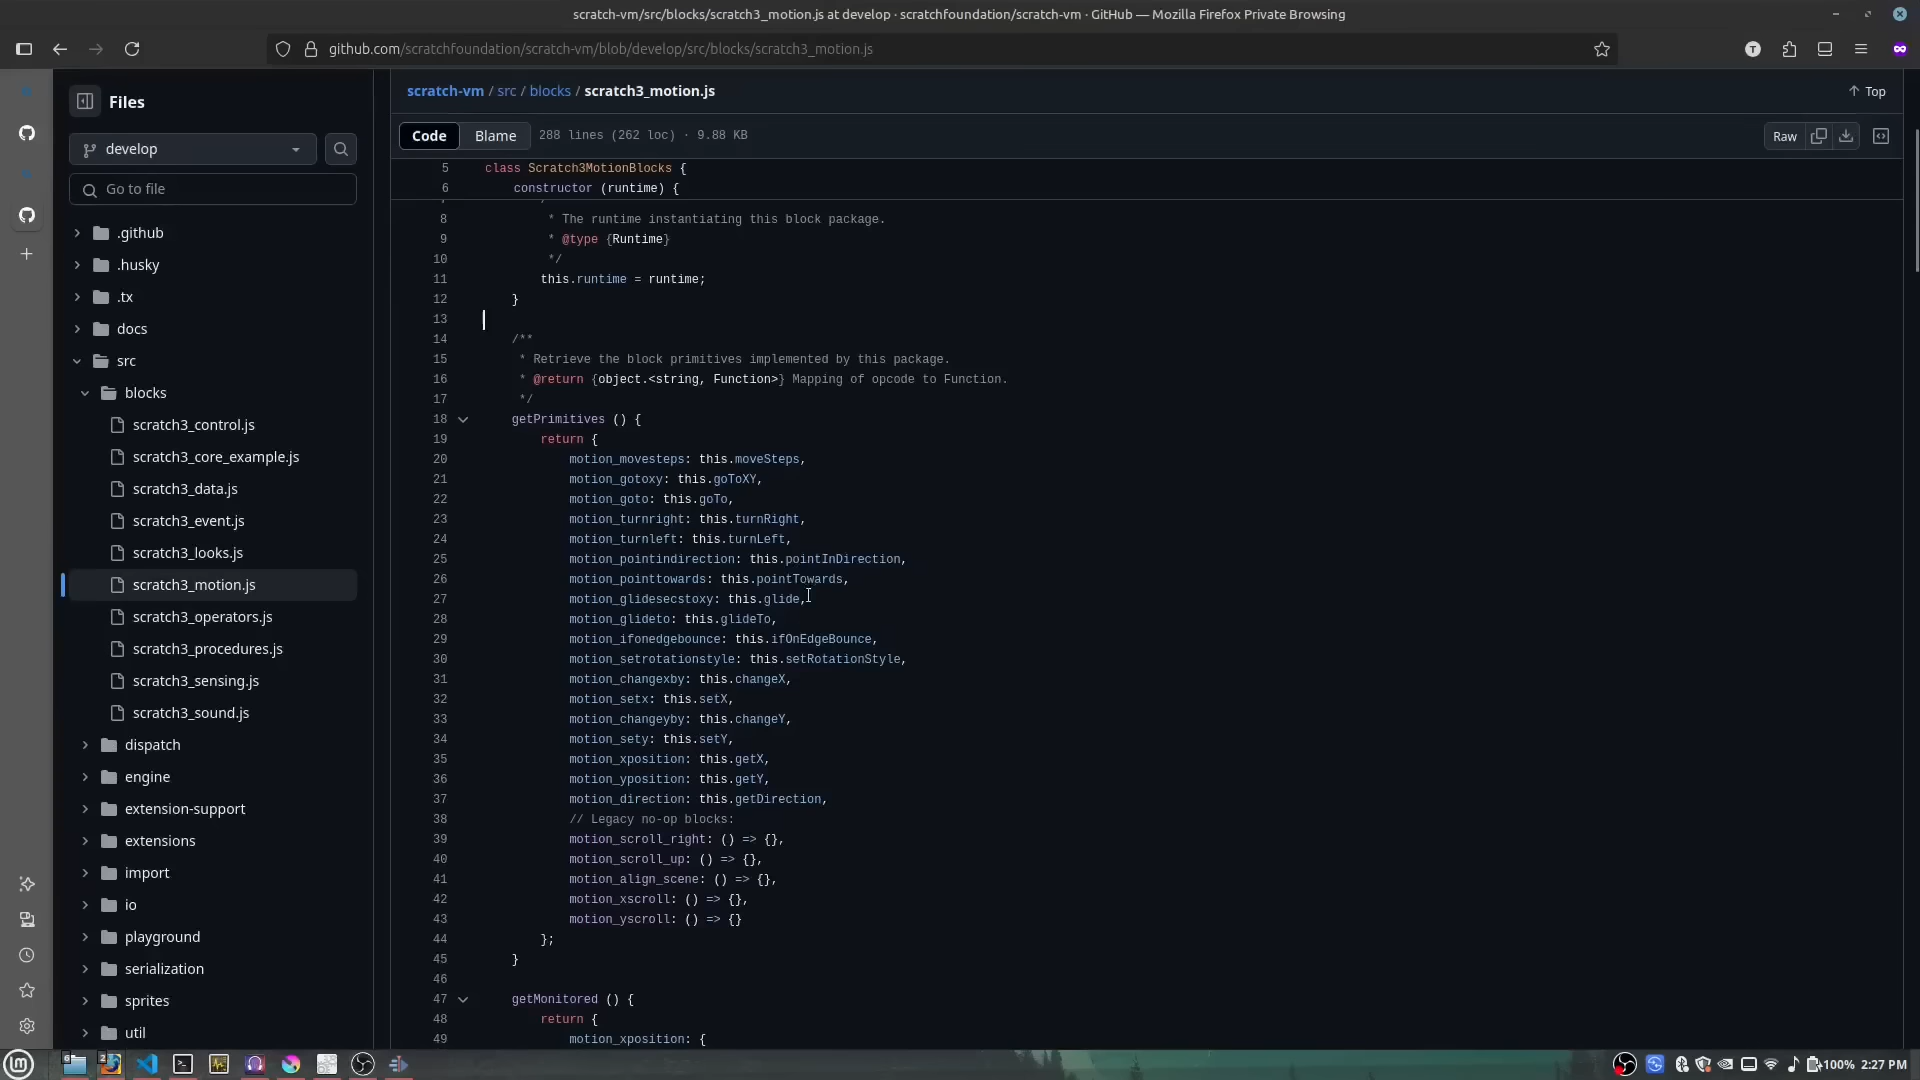 scratch-vm/src/blocks/scratch3_motion.js at develop · scratchfoundation/scratch-vm · GitHub — Mozilla Firefox Private Browsing
github.com/scratchfoundation/scratch-vm/blob/develop/src/blocks/scratch3_motion.js
T
Files
develop
Go to file
.github
.husky
.tx
docs
src
blocks
scratch3_control.js
scratch3_core_example.js
scratch3_data.js
scratch3_event.js
scratch3_looks.js
scratch3_motion.js
scratch3_operators.js
scratch3_procedures.js
scratch3_sensing.js
scratch3_sound.js
dispatch
engine
extension-support
extensions
import
io
playground
serialization
sprites
util
scratch-vm / src / blocks / scratch3_motion.js
Top
Code Blame 288 lines (262 loc) · 9.88 KB
Raw
5 class Scratch3MotionBlocks {
6 constructor (runtime) {
8 * The runtime instantiating this block package.
9 * @type {Runtime}
10 */
11 this.runtime = runtime;
12 }
13
14 /**
15 * Retrieve the block primitives implemented by this package.
16 * @return {object.<string, Function>} Mapping of opcode to Function.
17 */
18 getPrimitives () {
19 return {
20 motion_movesteps: this.moveSteps,
21 motion_gotoxy: this.goToXY,
22 motion_goto: this.goTo,
23 motion_turnright: this.turnRight,
24 motion_turnleft: this.turnLeft,
25 motion_pointindirection: this.pointInDirection,
26 motion_pointtowards: this.pointTowards,
27 motion_glidesecstoxy: this.glide,
28 motion_glideto: this.glideTo,
29 motion_ifonedgebounce: this.ifOnEdgeBounce,
30 motion_setrotationstyle: this.setRotationStyle,
31 motion_changexby: this.changeX,
32 motion_setx: this.setX,
33 motion_changeyby: this.changeY,
34 motion_sety: this.setY,
35 motion_xposition: this.getX,
36 motion_yposition: this.getY,
37 motion_direction: this.getDirection,
38 // Legacy no-op blocks:
39 motion_scroll_right: () => {},
40 motion_scroll_up: () => {},
41 motion_align_scene: () => {},
42 motion_xscroll: () => {},
43 motion_yscroll: () => {}
44 };
45 }
46
47 getMonitored () {
48 return {
49 motion_xposition: {
lm 6 2 100% 2:27 PM